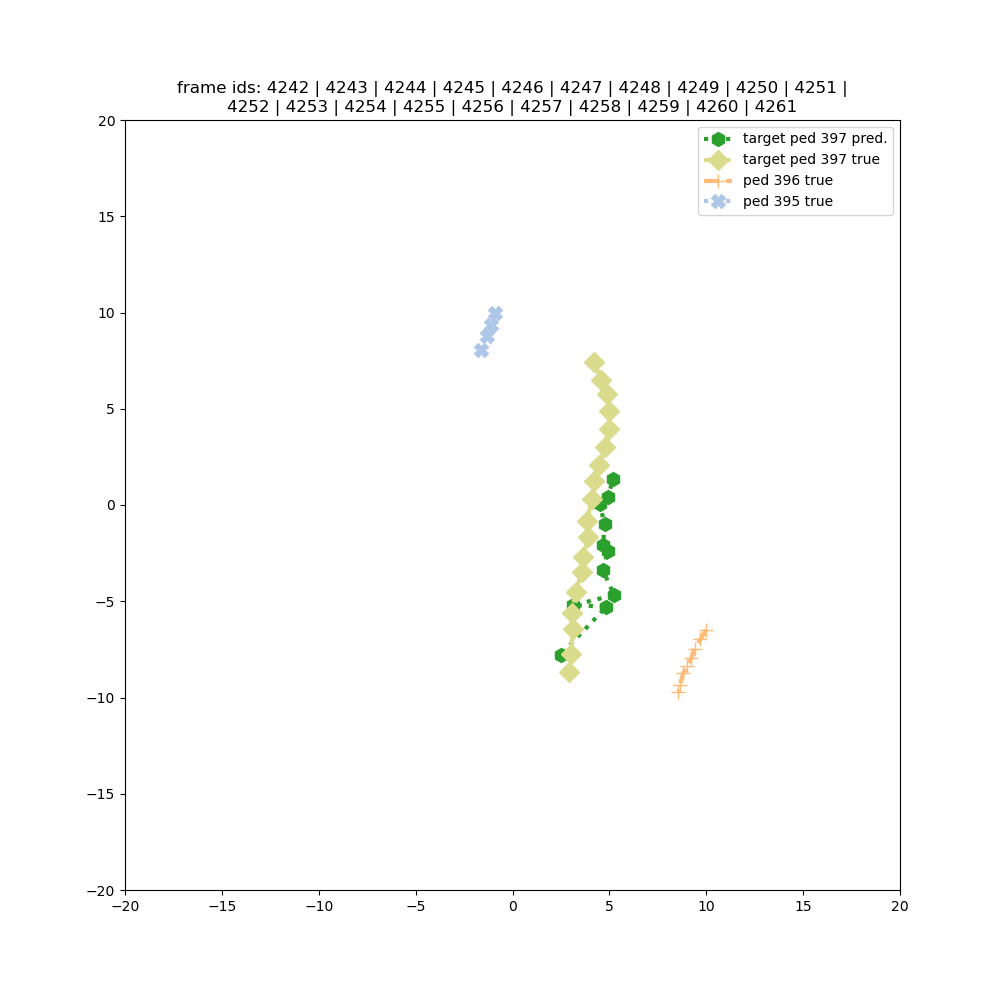 frame ids: 4242 | 4243 | 4244 | 4245 | 4246 | 4247 | 4248 | 4249 | 4250 | 4251 |
4252 | 4253 | 4254 | 4255 | 4256 | 4257 | 4258 | 4259 | 4260 | 4261
target ped 397 pred.
target ped 397 true
ped 396 true
ped 395 true
20
15
10
5
0
−5
−10
−15
−20
−20 −15 −10 −5 0 5 10 15 20